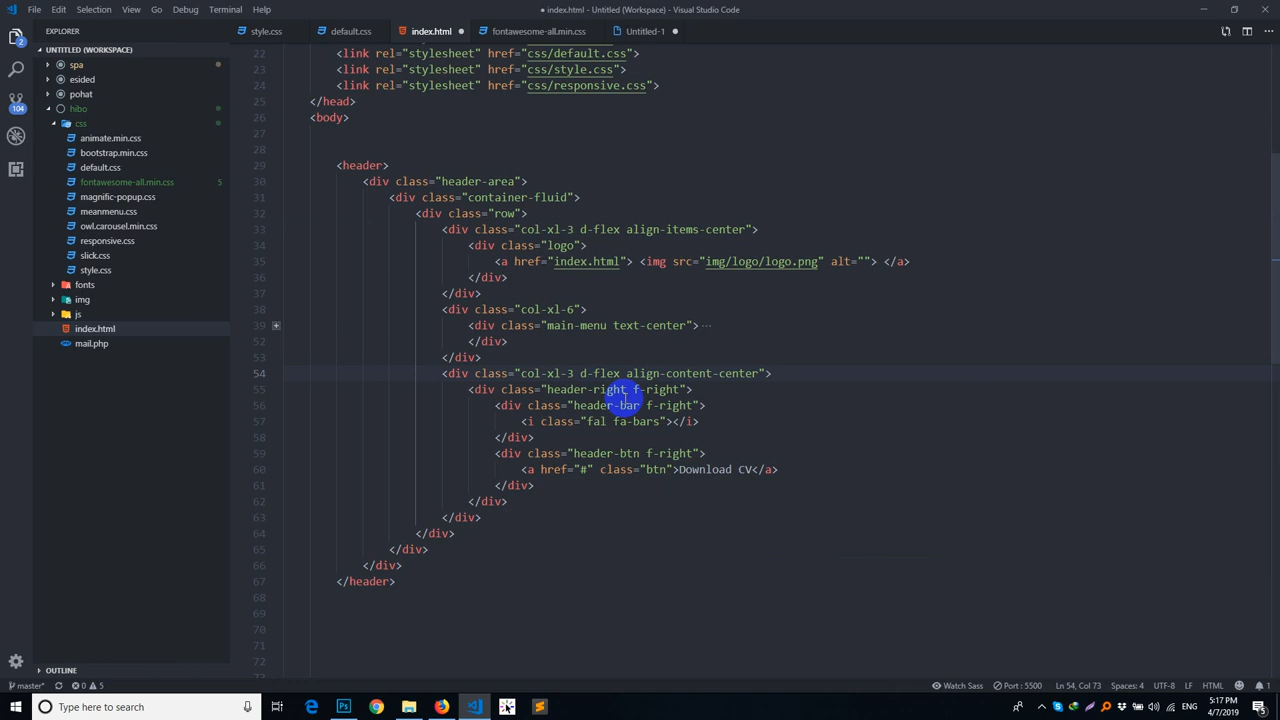 File Edit Selection View Go Debug Terminal Help
● index.html - Untitled (Workspace) - Visual Studio Code
EXPLORER
style.css
default.css
index.html
fontawesome-all.min.css
Untitled-1
UNTITLED (WORKSPACE)
spa
esided
pohat
hibo
css
animate.min.css
bootstrap.min.css
default.css
fontawesome-all.min.css 5
magnific-popup.css
meanmenu.css
owl.carousel.min.css
responsive.css
slick.css
style.css
fonts
img
js
index.html
mail.php
OUTLINE
2
104
22 <link rel="stylesheet" href="css/default.css">
23 <link rel="stylesheet" href="css/style.css">
24 <link rel="stylesheet" href="css/responsive.css">
25 </head>
26 <body>
27
28
29 <header>
30 <div class="header-area">
31 <div class="container-fluid">
32 <div class="row">
33 <div class="col-xl-3 d-flex align-items-center">
34 <div class="logo">
35 <a href="index.html"> <img src="img/logo/logo.png" alt=""> </a>
36 </div>
37 </div>
38 <div class="col-xl-6">
39 <div class="main-menu text-center"> ⋯
52 </div>
53 </div>
54 <div class="col-xl-3 d-flex align-content-center">
55 <div class="header-right f-right">
56 <div class="header-bar f-right">
57 <i class="fal fa-bars"></i>
58 </div>
59 <div class="header-btn f-right">
60 <a href="#" class="btn">Download CV</a>
61 </div>
62 </div>
63 </div>
64 </div>
65 </div>
66 </div>
67 </header>
68
69
70
71
72
master* 0 5
Watch Sass Port : 5500 Ln 54, Col 73 Spaces: 4 UTF-8 LF HTML 1
Type here to search
ENG
5:17 PM
4/7/2019
5